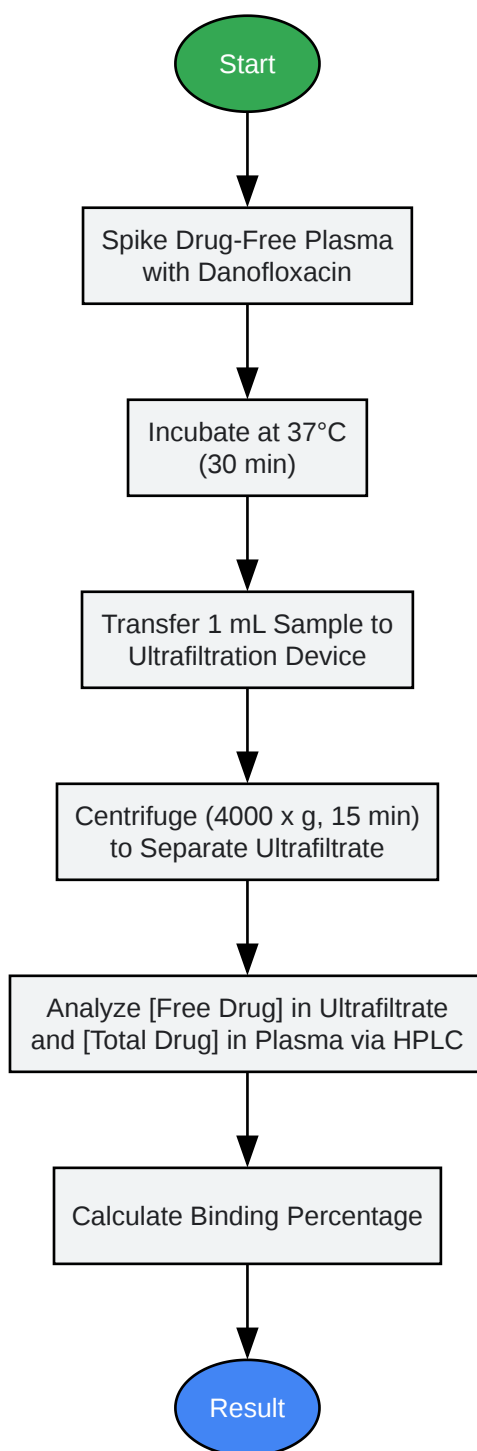 Start
Spike Drug-Free Plasma
with Danofloxacin
Incubate at 37°C
(30 min)
Transfer 1 mL Sample to
Ultrafiltration Device
Centrifuge (4000 x g, 15 min)
to Separate Ultrafiltrate
Analyze [Free Drug] in Ultrafiltrate
and [Total Drug] in Plasma via HPLC
Calculate Binding Percentage
Result